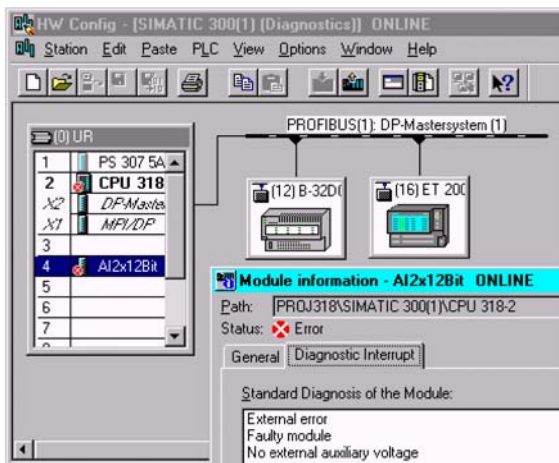 HW Config - [SIMATIC 300(1) (Diagnostics)] ONLINE
Station Edit Paste PLC View Options Window Help
PROFIBUS(1): DP-Mastersystem (1)
(0) UR
1 PS 307 5A
2 CPU 318
X2 DP-Maste
X1 MPI/DP
3
4 AI2x12Bit
5
6
7
(12) B-32D
(16) ET 200
Module information - AI2x12Bit ONLINE
Path: PROJ318\SIMATIC 300(1)\CPU 318-2
Status: Error
General Diagnostic Interrupt
Standard Diagnosis of the Module:
External error
Faulty module
No external auxiliary voltage